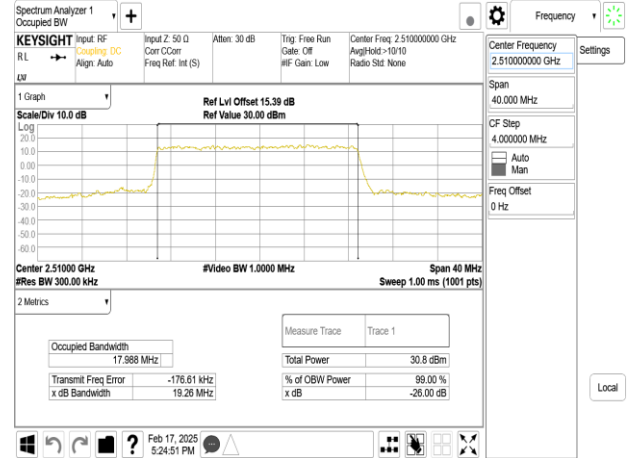 Spectrum Analyzer 1
Occupied BW
Frequency
KEYSIGHT
RL
Input: RF
Coupling: DC
Align: Auto
Input Z: 50 Ω
Corr CCorr
Freq Ref: Int (S)
Atten: 30 dB
Trig: Free Run
Gate: Off
#IF Gain: Low
Center Freq: 2.510000000 GHz
Avg|Hold:>10/10
Radio Std: None
Center Frequency
2.510000000 GHz
Settings
Span
40.000 MHz
CF Step
4.000000 MHz
Auto
Man
Freq Offset
0 Hz
Local
1 Graph
Scale/Div 10.0 dB
Ref Lvl Offset 15.39 dB
Ref Value 30.00 dBm
Log
20.0
10.0
0.00
-10.0
-20.0
-30.0
-40.0
-50.0
-60.0
Center 2.51000 GHz
#Video BW 1.0000 MHz
Span 40 MHz
#Res BW 300.00 kHz
Sweep 1.00 ms (1001 pts)
2 Metrics
Measure Trace
Trace 1
Occupied Bandwidth
17.988 MHz
Total Power
30.8 dBm
Transmit Freq Error
-176.61 kHz
% of OBW Power
99.00 %
x dB Bandwidth
19.26 MHz
x dB
-26.00 dB
Feb 17, 2025
5:24:51 PM